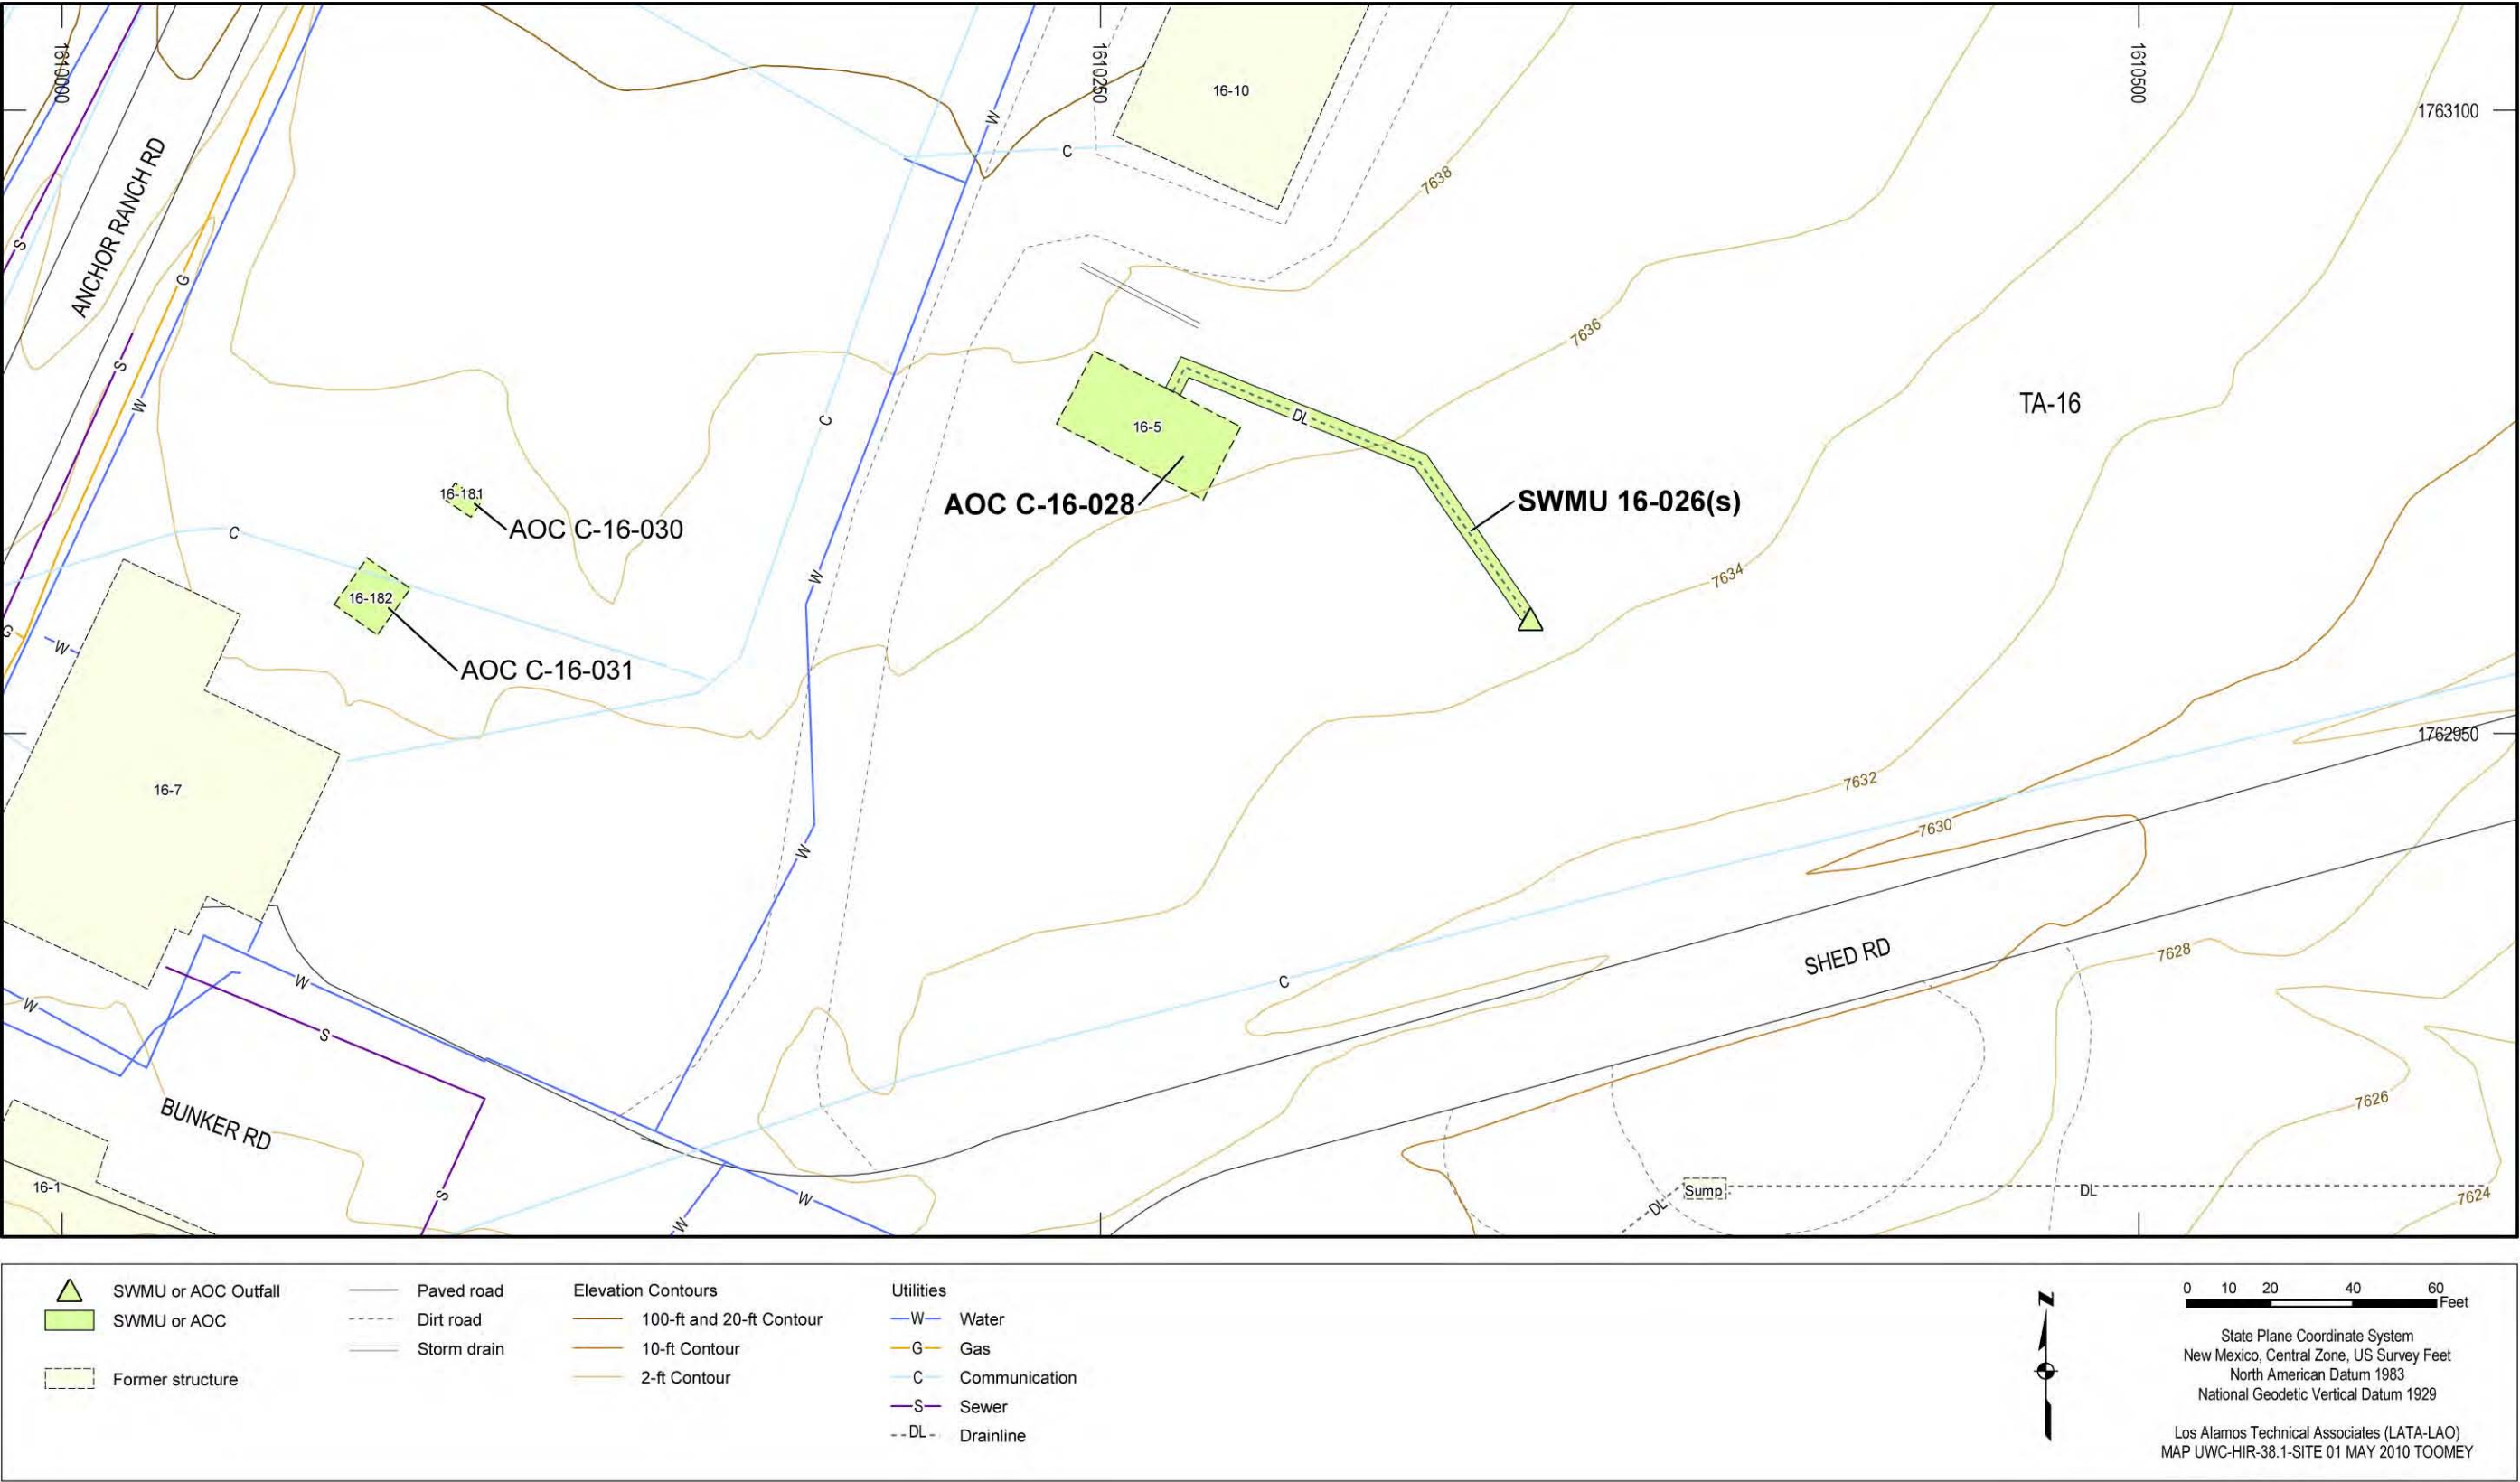 1610000
1610250
1610500
1763100
16-10
C
W
ANCHOR RANCH RD
7638
S
G
7636
S
W
TA-16
DL
C
16-5
16-181
AOC C-16-028
SWMU 16-026(s)
AOC C-16-030
C
W
7634
16-182
G
W
AOC C-16-031
1762950
7632
16-7
7630
W
SHED RD
7628
C
W
W
S
7626
BUNKER RD
16-1
S
W
W
DL
Sump
DL
7624
SWMU or AOC Outfall
SWMU or AOC
Former structure
Paved road
Dirt road
Storm drain
Elevation Contours
100-ft and 20-ft Contour
10-ft Contour
2-ft Contour
Utilities
W Water
G Gas
C Communication
S Sewer
DL Drainline
N
0 10 20 40 60
Feet
State Plane Coordinate System
New Mexico, Central Zone, US Survey Feet
North American Datum 1983
National Geodetic Vertical Datum 1929
Los Alamos Technical Associates (LATA-LAO)
MAP UWC-HIR-38.1-SITE 01 MAY 2010 TOOMEY